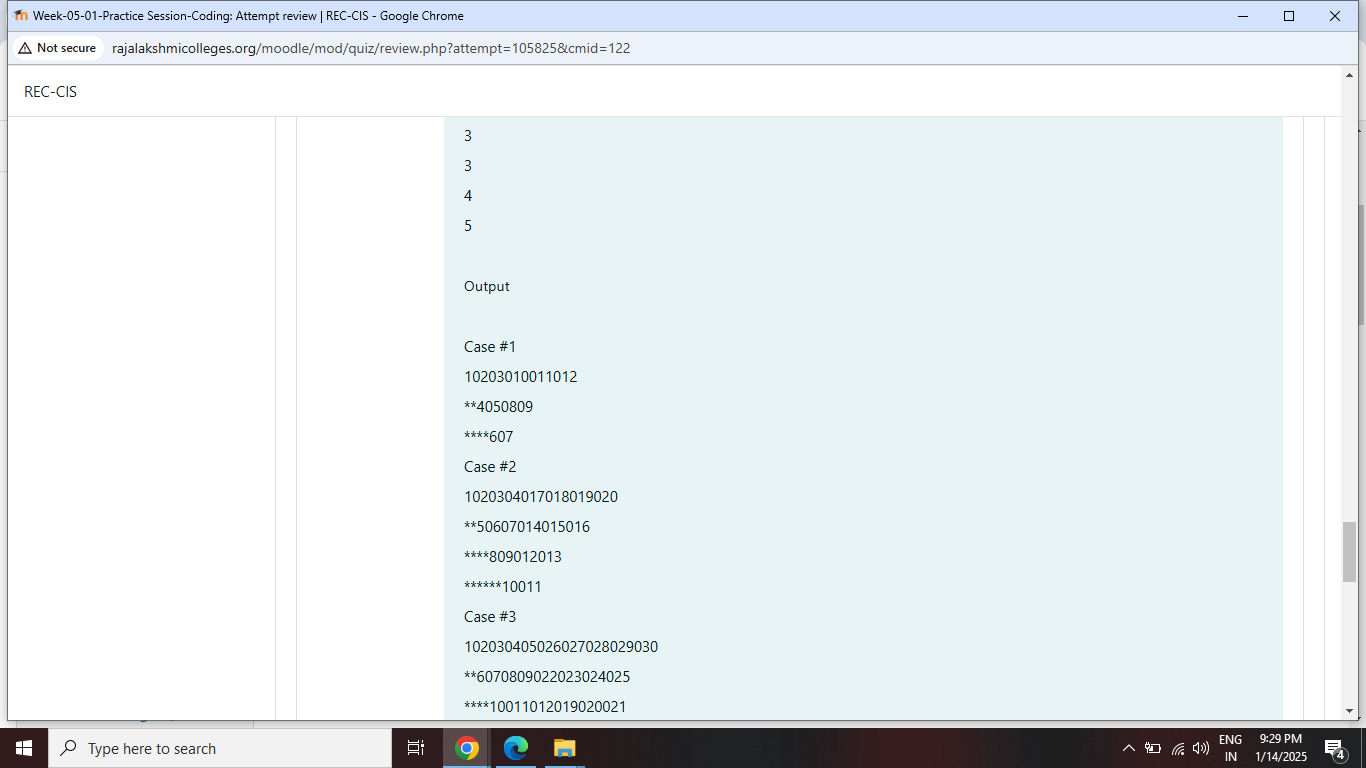 Week-05-01-Practice Session-Coding: Attempt review | REC-CIS - Google Chrome
Not secure rajalakshmicolleges.org/moodle/mod/quiz/review.php?attempt=105825&cmid=122
REC-CIS
3
3
4
5
Output
Case #1
10203010011012
**4050809
****607
Case #2
1020304017018019020
**50607014015016
****809012013
******10011
Case #3
102030405026027028029030
**6070809022023024025
****10011012019020021
Type here to search
ENG
IN
9:29 PM
1/14/2025
4